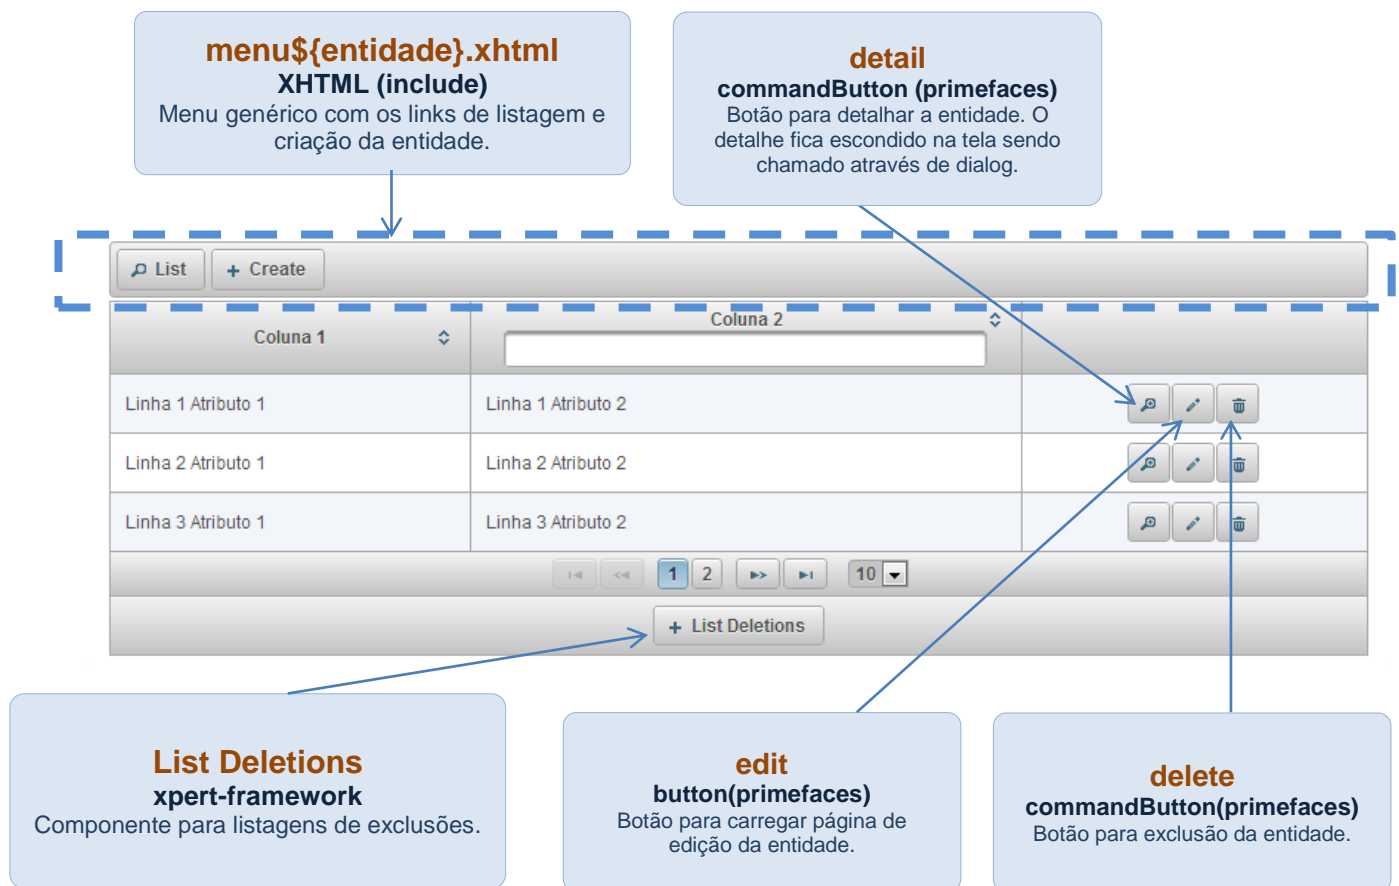 menu${entidade}.xhtml
XHTML (include)
Menu genérico com os links de listagem e
criação da entidade.
detail
commandButton (primefaces)
Botão para detalhar a entidade. O
detalhe fica escondido na tela sendo
chamado através de dialog.
List
+ Create
Coluna 1
Coluna 2
Linha 1 Atributo 1
Linha 1 Atributo 2
Linha 2 Atributo 1
Linha 2 Atributo 2
Linha 3 Atributo 1
Linha 3 Atributo 2
1 2 10
+ List Deletions
List Deletions
xpert-framework
Componente para listagens de exclusões.
edit
button(primefaces)
Botão para carregar página de
edição da entidade.
delete
commandButton(primefaces)
Botão para exclusão da entidade.